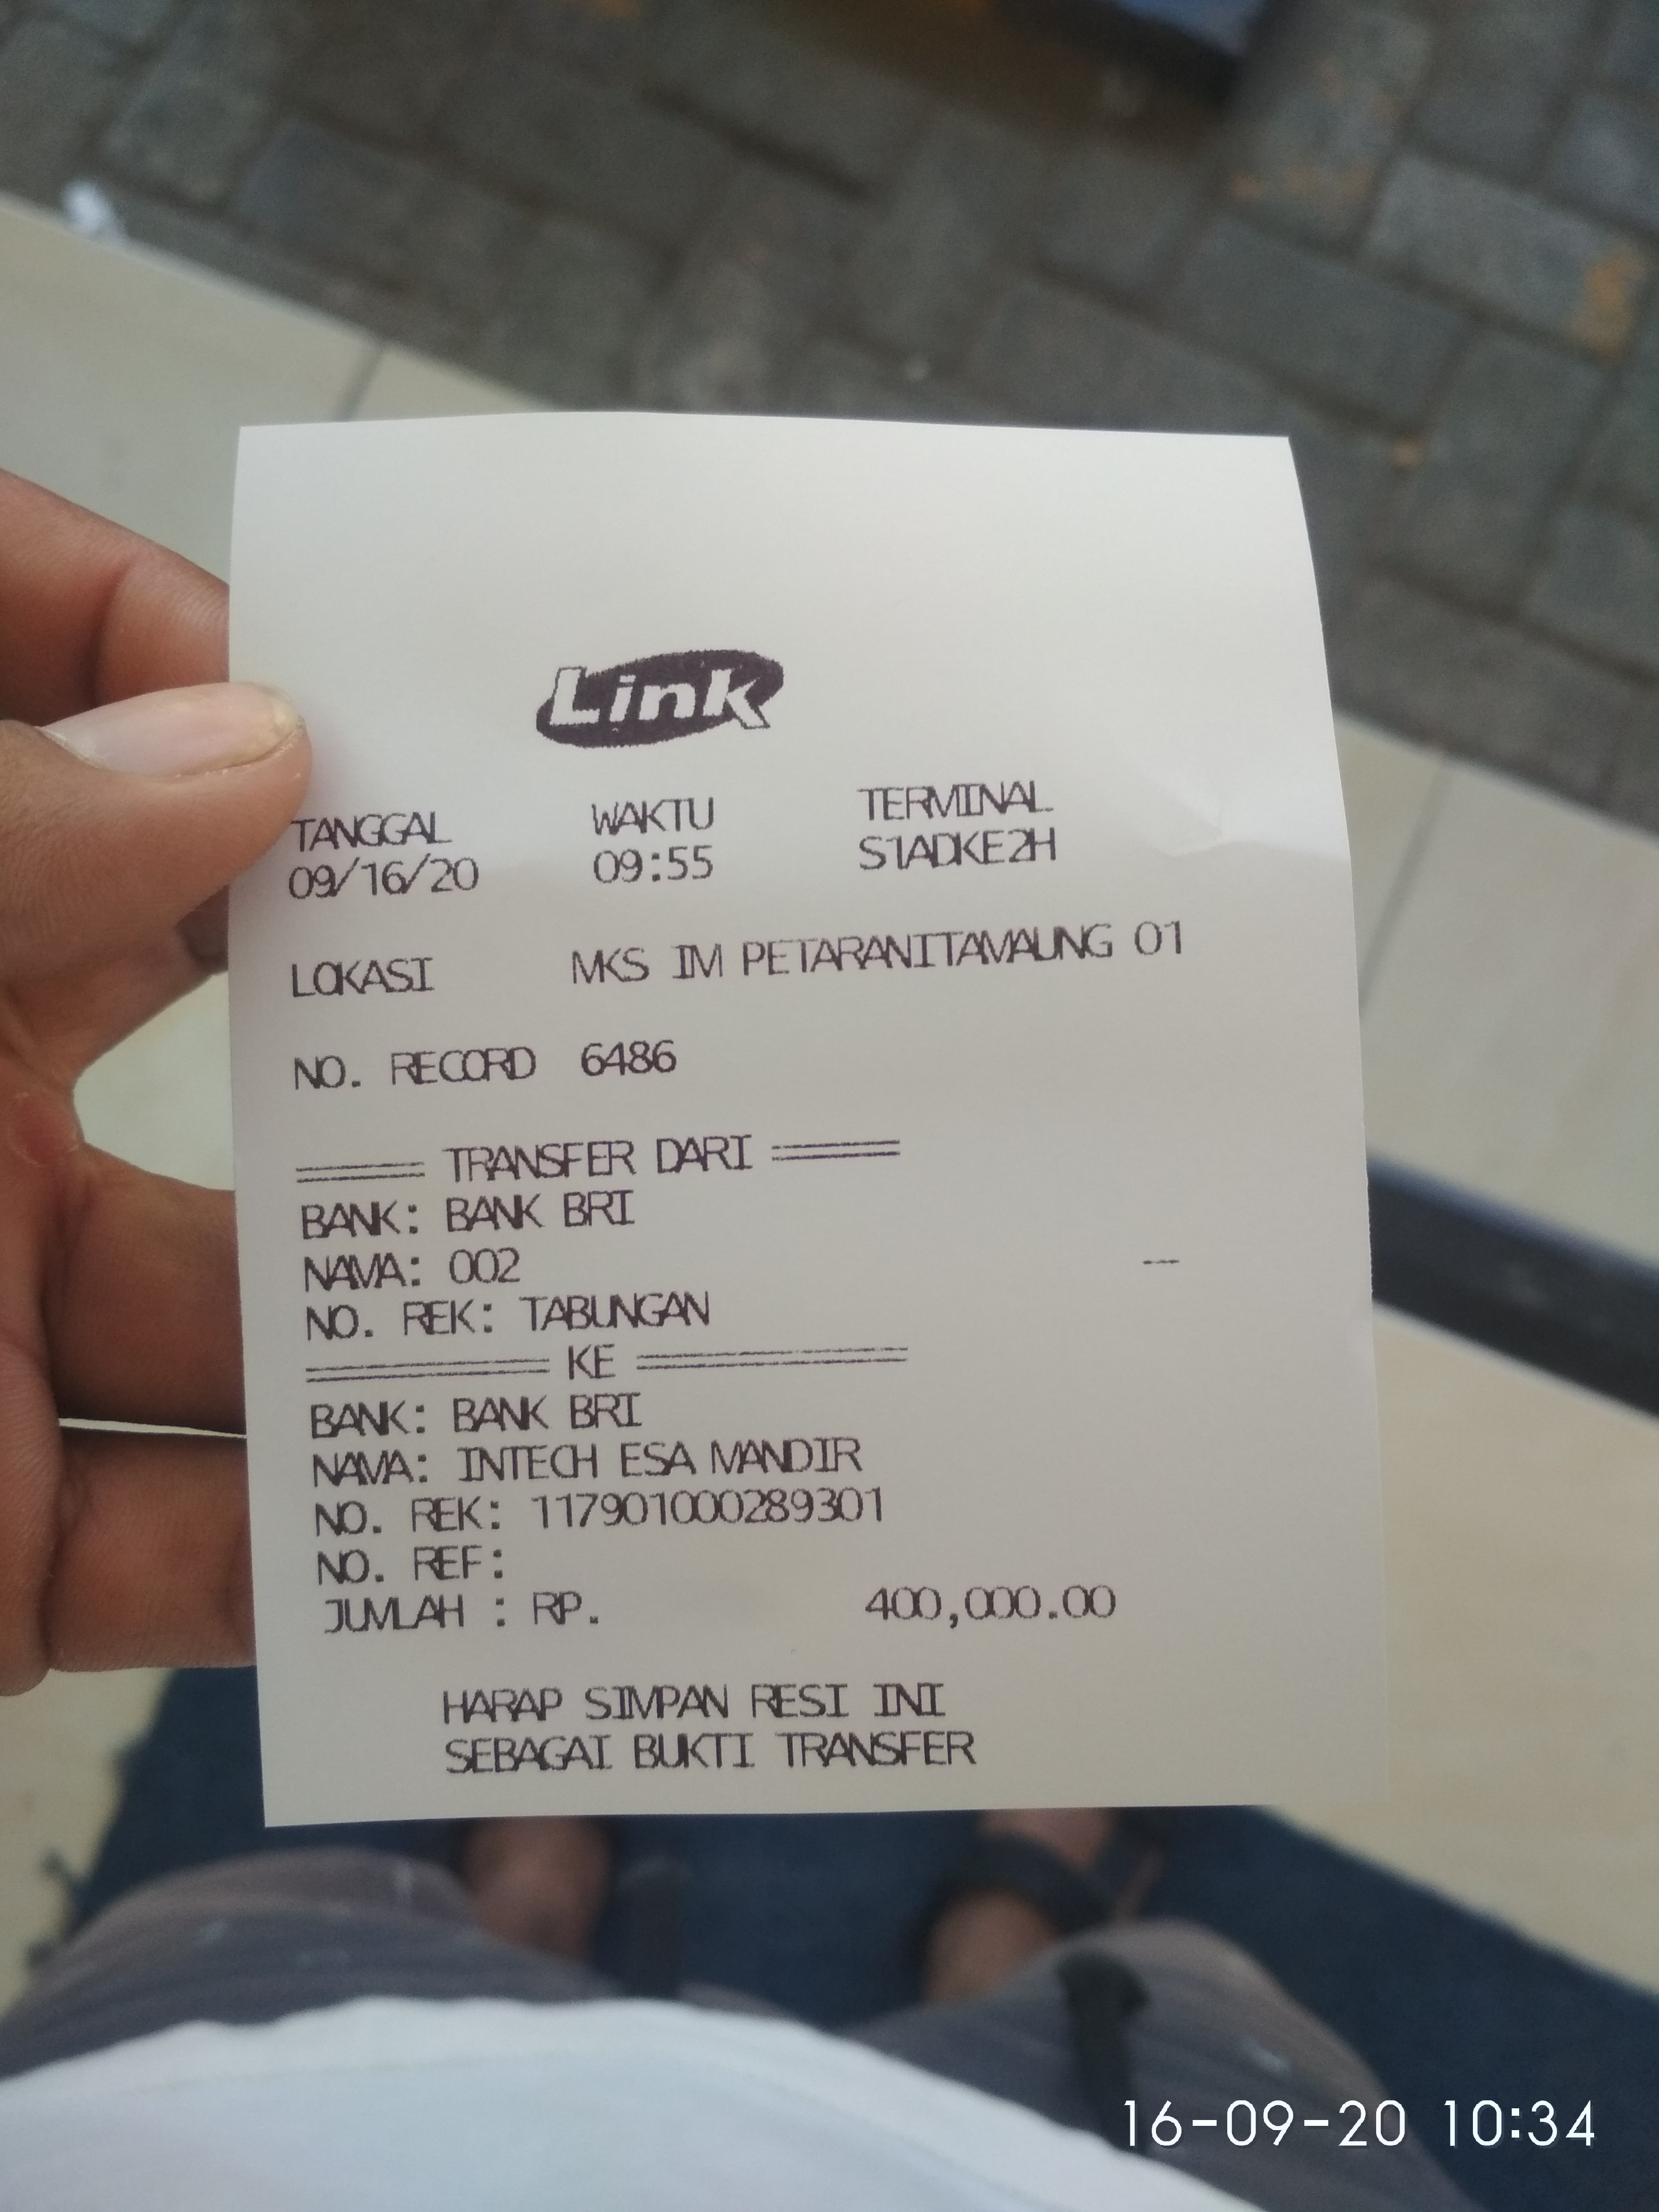 Link
TANGGAL WAKTU TERMINAL
09/16/20 09:55 S1ADKE2H
LOKASI MKS IM PETARANITAMAUNG 01
NO. RECORD 6486
===== TRANSFER DARI =====
BANK: BANK BRI
NAMA: 002 ---
NO. REK: TABUNGAN
========== KE ===========
BANK: BANK BRI
NAMA: INTECH ESA MANDIR
NO. REK: 117901000289301
NO. REF:
JUMLAH : RP. 400,000.00
HARAP SIMPAN RESI INI
SEBAGAI BUKTI TRANSFER
16-09-20 10:34